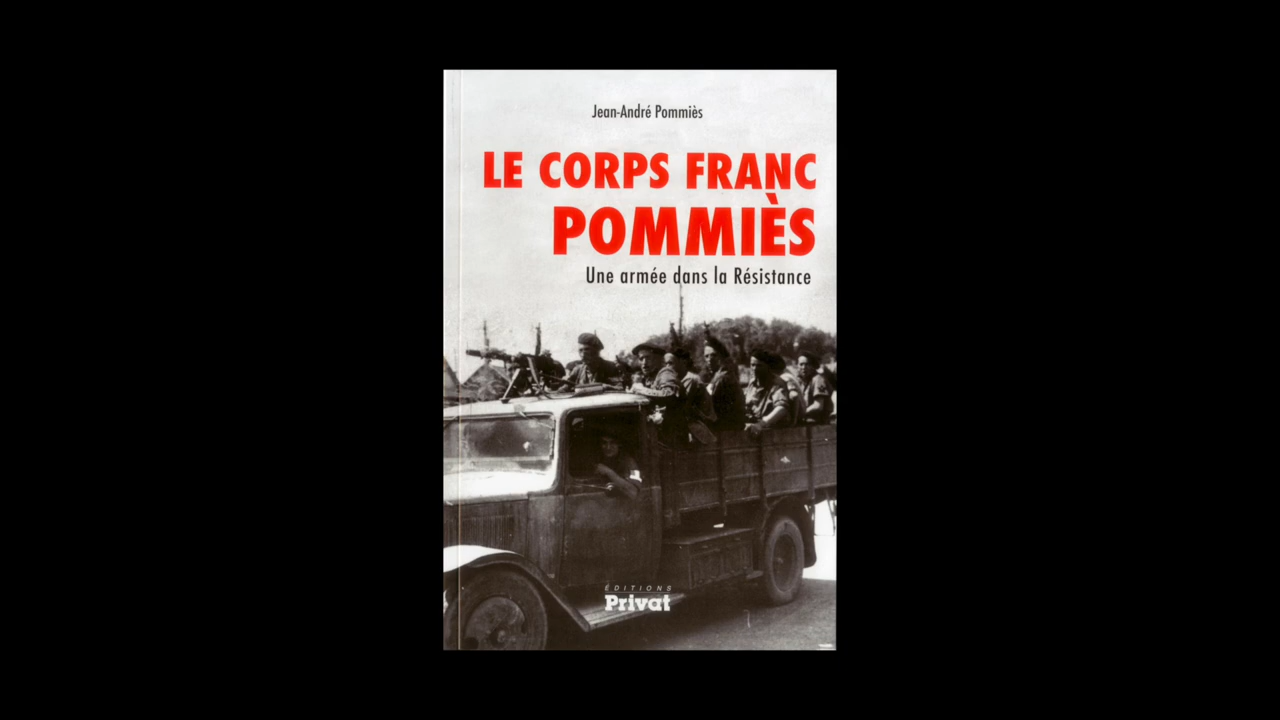 Jean-André Pommiès
LE CORPS FRANC
POMMIÈS
Une armée dans la Résistance
ÉDITIONS
Privat